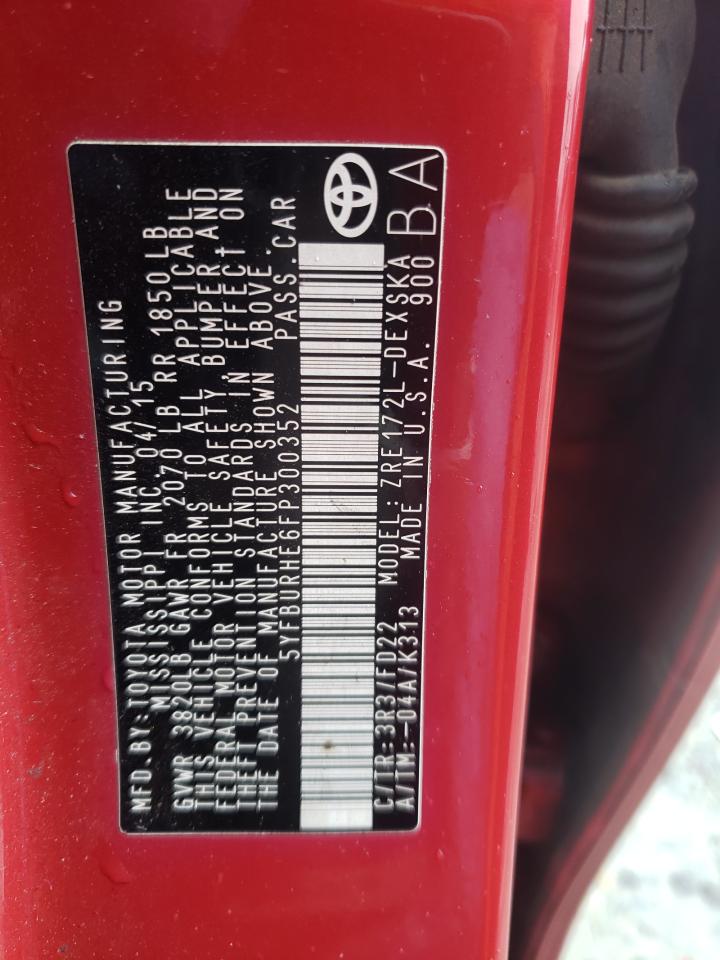 MFD.BY:TOYOTA MOTOR MANUFACTURING
MISSISSIPPI INC.04/15
GVWR 3820LB GAWR FR 2070 LB RR 1850LB
THIS VEHICLE CONFORMS TO ALL APPLICABLE
FEDERAL MOTOR VEHICLE SAFETY BUMPER,AND
THEFT PREVENTION STANDARDS IN EFFECT ON
THE DATE OF MANUFACTURE SHOWN ABOVE.
5YFBURHE6FP300352 PASS.CAR
C/TR:3R3/FD22 MODEL: ZRE172L-DEXSKA
A/TM:-04A/K313 MADE IN U.S.A. 900
BA